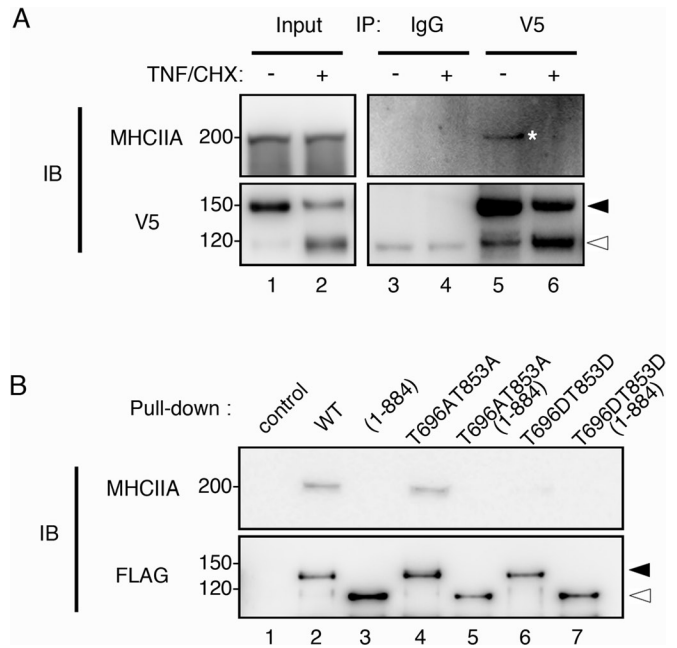 A
Input IP: IgG V5
TNF/CHX: - + - + - +
IB
MHCIIA 200- *
V5
150-
120-
1 2 3 4 5 6
B
Pull-down : control WT (1-884) T696AT853A T696AT853A (1-884) T696DT853D T696DT853D (1-884)
IB
MHCIIA 200-
FLAG
150-
120-
1 2 3 4 5 6 7